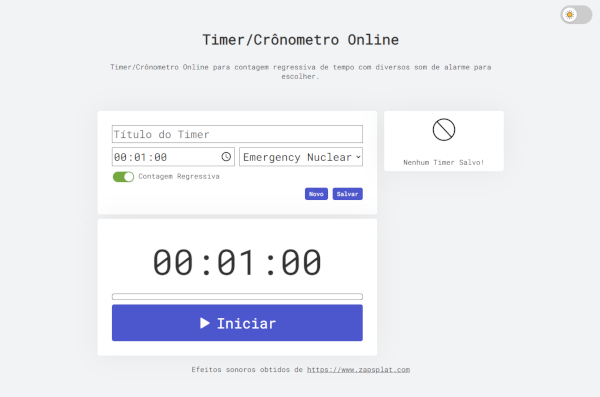 Timer/Crônometro Online
Timer/Crônometro Online para contagem regressiva de tempo com diversos som de alarme para
escolher.
Título do Timer
00:01:00
Emergency Nuclear
Contagem Regressiva
Novo
Salvar
Nenhum Timer Salvo!
00:01:00
Iniciar
Efeitos sonoros obtidos de https://www.zapsplat.com